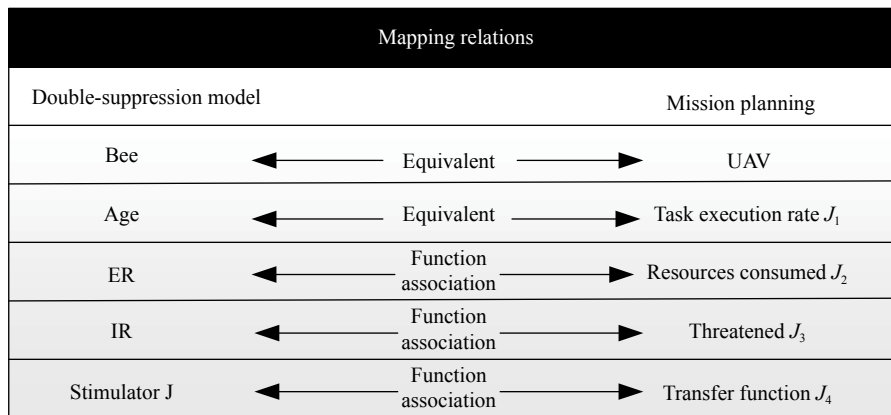 Mapping relations
Double-suppression model Mission planning
Bee Equivalent UAV
Age Equivalent Task execution rate J₁
ER Function association Resources consumed J₂
IR Function association Threatened J₃
Stimulator J Function association Transfer function J₄